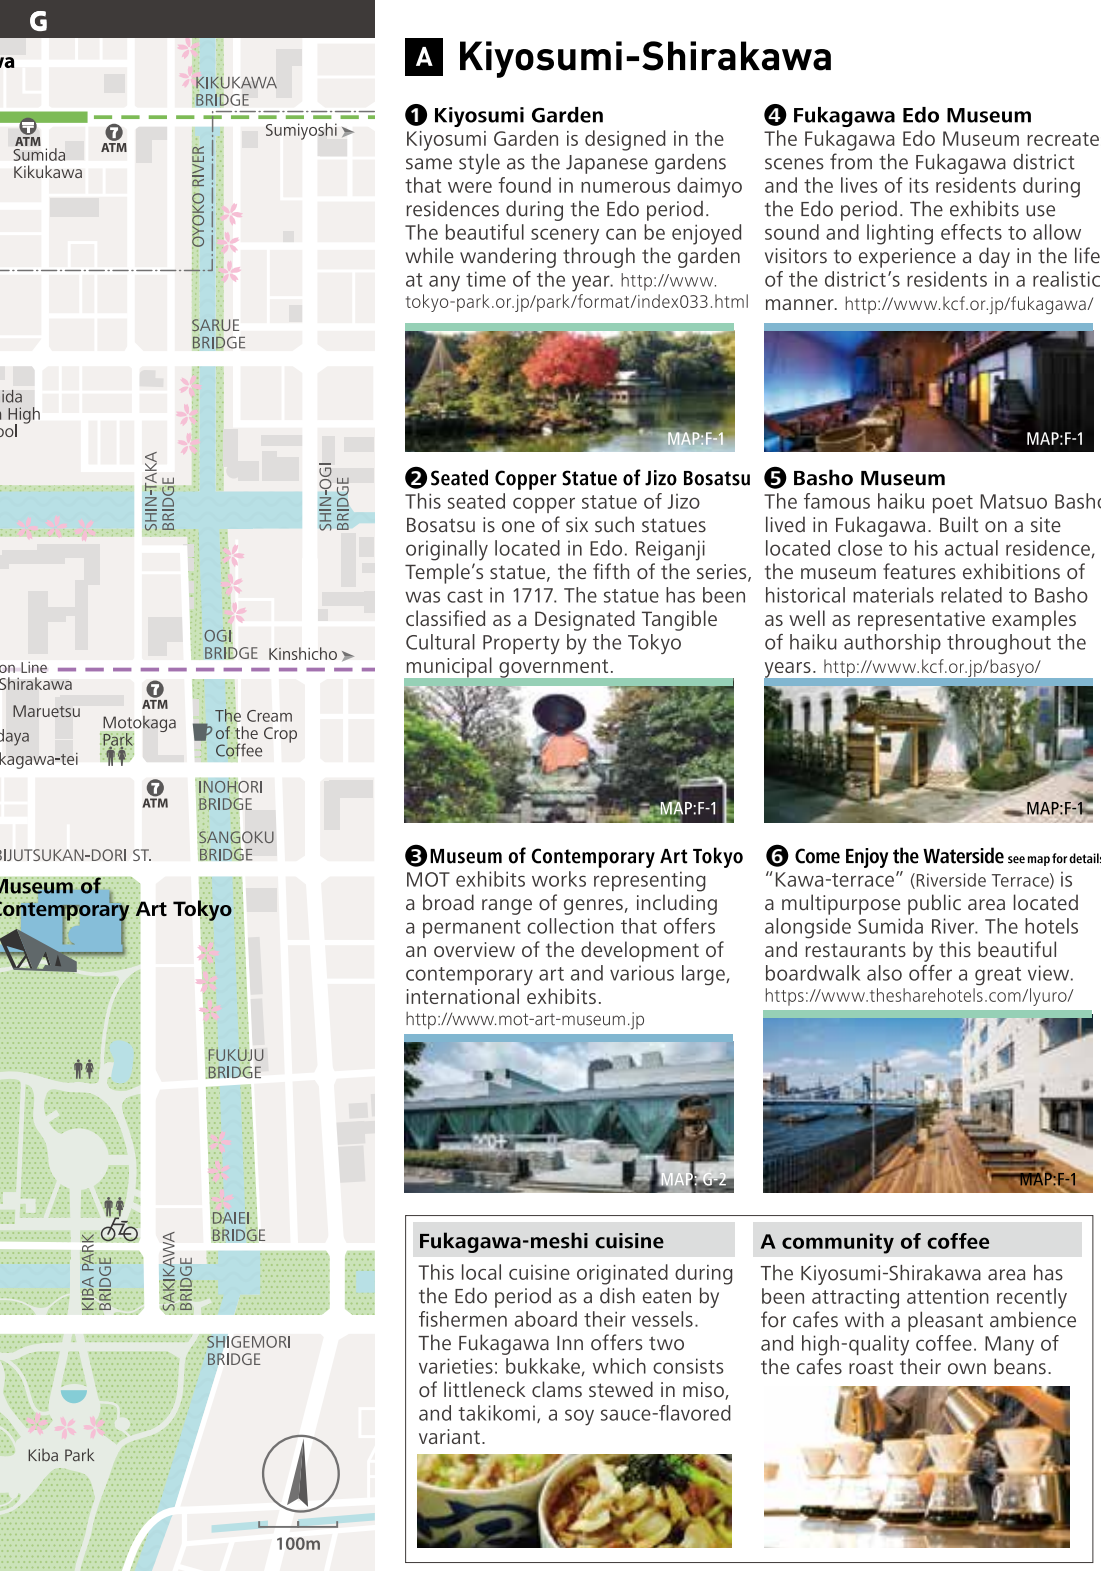 G
wa
KIKUKAWA
BRIDGE
ATM
ATM
Sumiyoshi
Sumida
Kikukawa
OYOKO RIVER
SARUE
BRIDGE
ida
High
ool
SHIN-TAKA
BRIDGE
SHIN-OGI
BRIDGE
OGI
BRIDGE
Kinshicho
on Line
Shirakawa
ATM
Maruetsu
Motokaga
Park
The Cream
of the Crop
Coffee
daya
kagawa-tei
ATM
INOHORI
BRIDGE
SANGOKU
BRIDGE
BIJUTSUKAN-DORI ST.
Museum of
Contemporary Art Tokyo
FUKUJU
BRIDGE
DAIEI
BRIDGE
KIBA PARK
BRIDGE
SAKIKAWA
BRIDGE
SHIGEMORI
BRIDGE
Kiba Park
100m
A Kiyosumi-Shirakawa
1 Kiyosumi Garden
Kiyosumi Garden is designed in the
same style as the Japanese gardens
that were found in numerous daimyo
residences during the Edo period.
The beautiful scenery can be enjoyed
while wandering through the garden
at any time of the year. http://www.
tokyo-park.or.jp/park/format/index033.html
MAP:F-1
2 Seated Copper Statue of Jizo Bosatsu
This seated copper statue of Jizo
Bosatsu is one of six such statues
originally located in Edo. Reiganji
Temple's statue, the fifth of the series,
was cast in 1717. The statue has been
classified as a Designated Tangible
Cultural Property by the Tokyo
municipal government.
MAP:F-1
3 Museum of Contemporary Art Tokyo
MOT exhibits works representing
a broad range of genres, including
a permanent collection that offers
an overview of the development of
contemporary art and various large,
international exhibits.
http://www.mot-art-museum.jp
MAP: G-2
4 Fukagawa Edo Museum
The Fukagawa Edo Museum recreate
scenes from the Fukagawa district
and the lives of its residents during
the Edo period. The exhibits use
sound and lighting effects to allow
visitors to experience a day in the life
of the district's residents in a realistic
manner. http://www.kcf.or.jp/fukagawa/
MAP:F-1
5 Basho Museum
The famous haiku poet Matsuo Basho
lived in Fukagawa. Built on a site
located close to his actual residence,
the museum features exhibitions of
historical materials related to Basho
as well as representative examples
of haiku authorship throughout the
years. http://www.kcf.or.jp/basyo/
MAP:F-1
6 Come Enjoy the Waterside see map for details
"Kawa-terrace" (Riverside Terrace) is
a multipurpose public area located
alongside Sumida River. The hotels
and restaurants by this beautiful
boardwalk also offer a great view.
https://www.thesharehotels.com/lyuro/
MAP:F-1
Fukagawa-meshi cuisine
This local cuisine originated during
the Edo period as a dish eaten by
fishermen aboard their vessels.
The Fukagawa Inn offers two
varieties: bukkake, which consists
of littleneck clams stewed in miso,
and takikomi, a soy sauce-flavored
variant.
A community of coffee
The Kiyosumi-Shirakawa area has
been attracting attention recently
for cafes with a pleasant ambience
and high-quality coffee. Many of
the cafes roast their own beans.